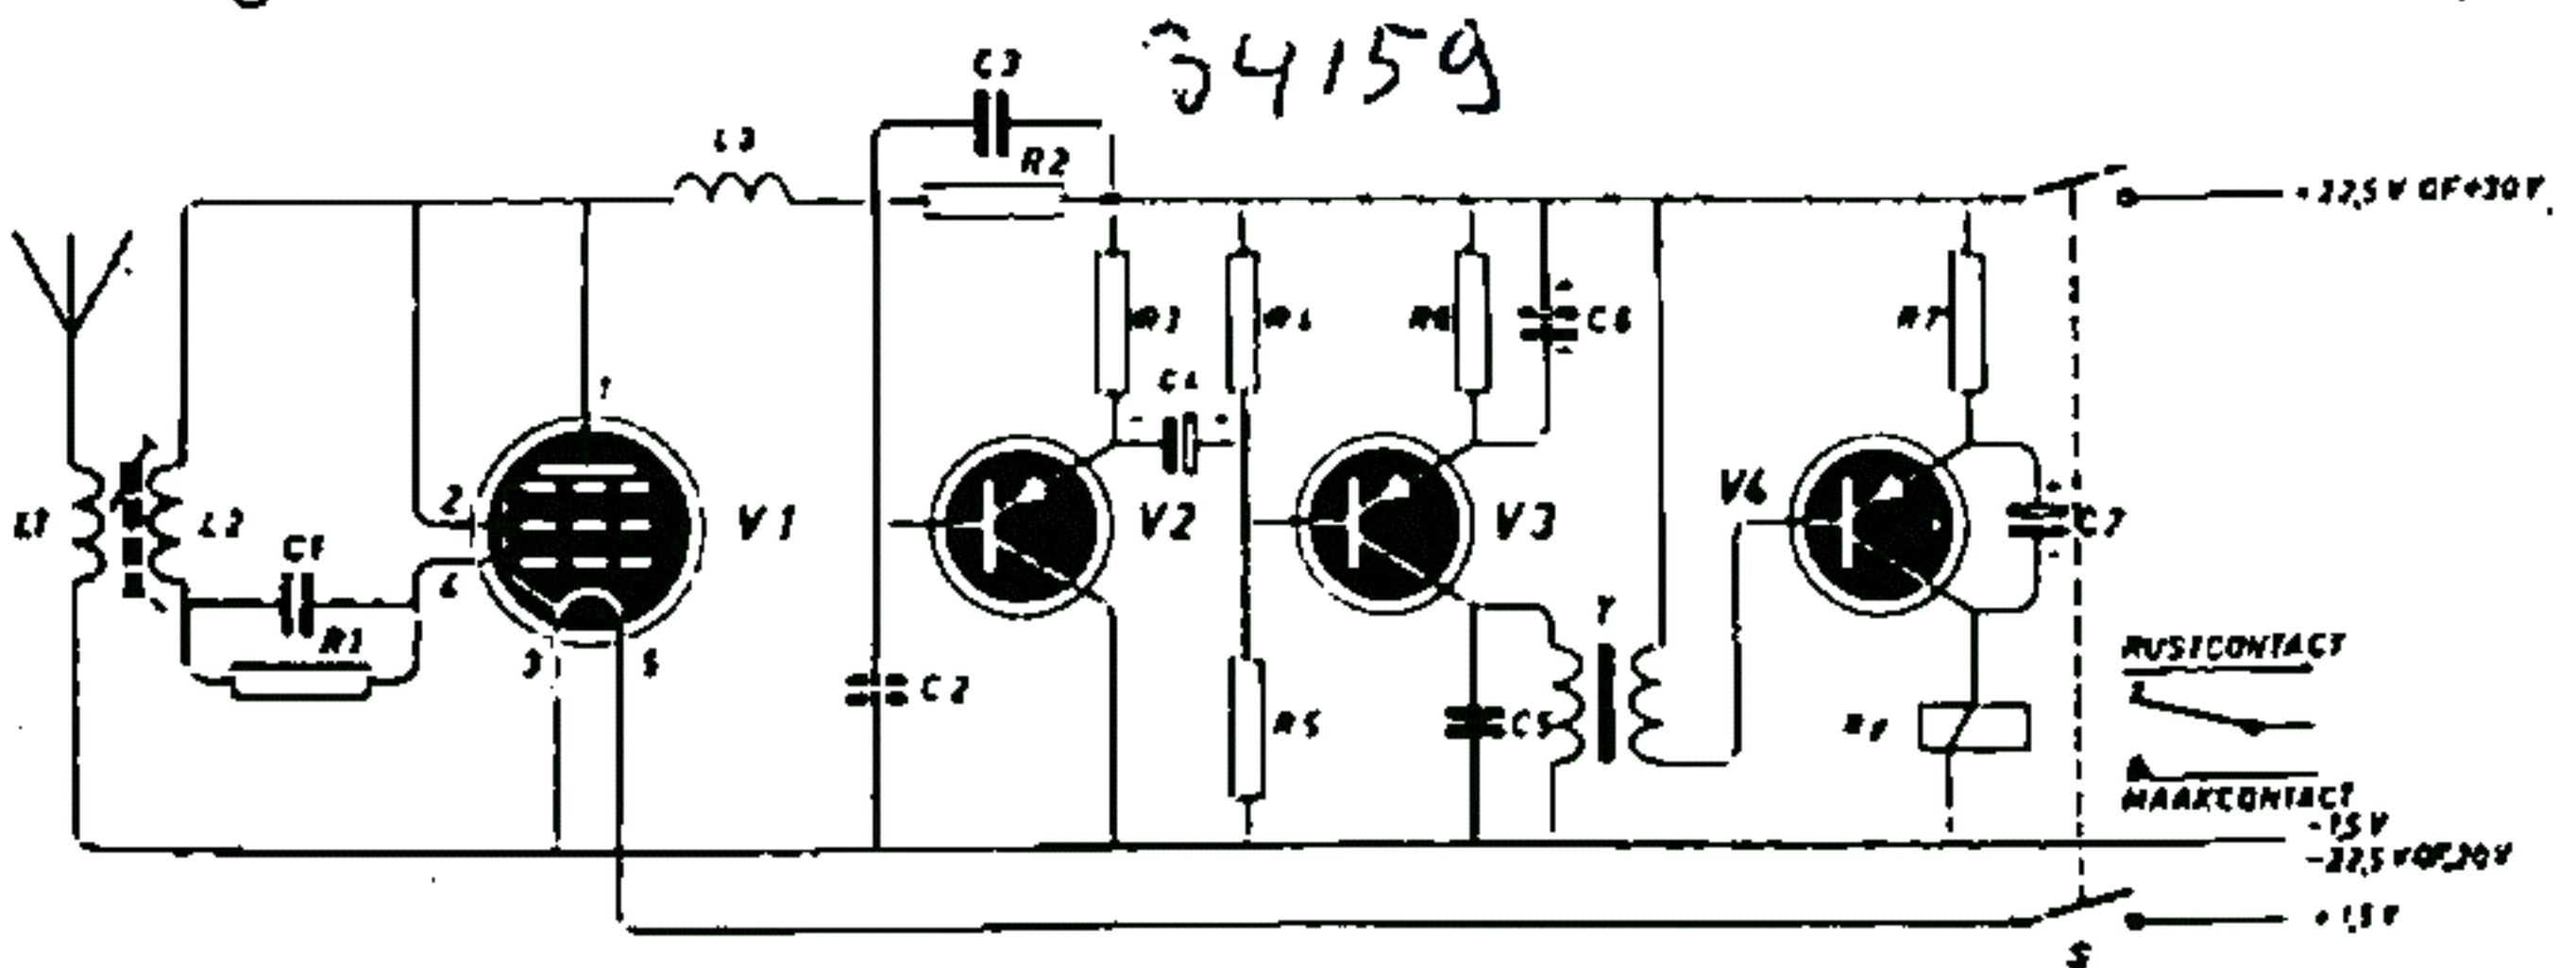 34159
C3
L3
R2
+22,5 V OF +30 V
R3
R4
R6
C6
R7
C4
1
2
V1
V2
V3
V4
C7
L1
L2
C1
4
R1
3
5
T
RUSTCONTACT
C2
R5
C5
RY
MAAKCONTACT
-1,5 V
-22,5 V OF 30 V
+1,5 V
S